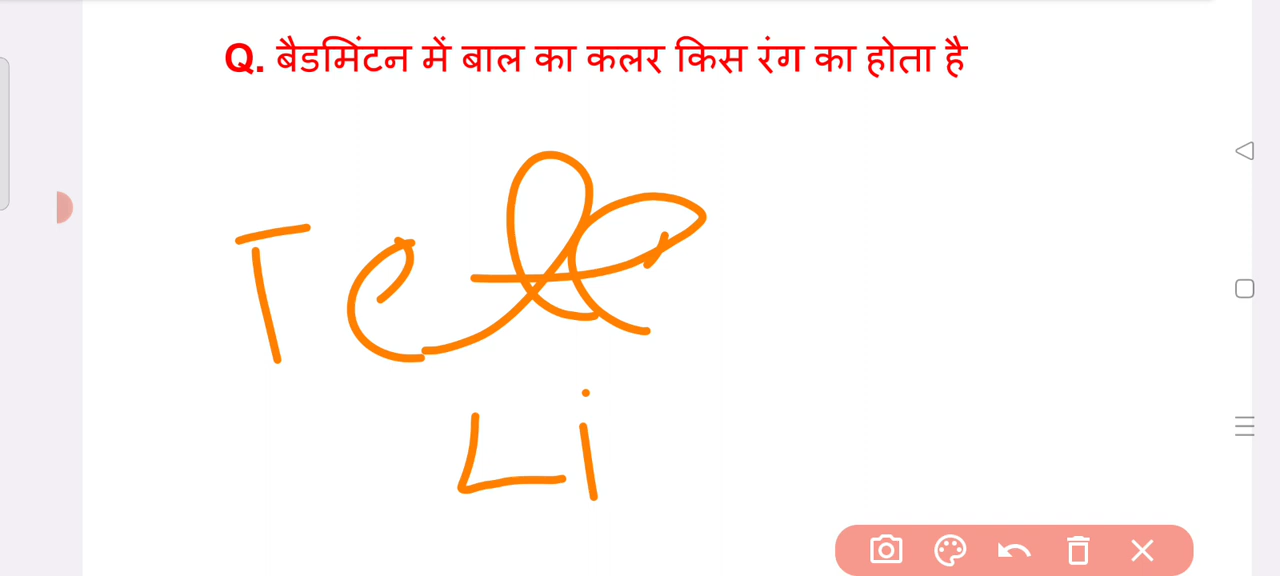 Q. बैडमिंटन में बाल का कलर किस रंग का होता है
Li